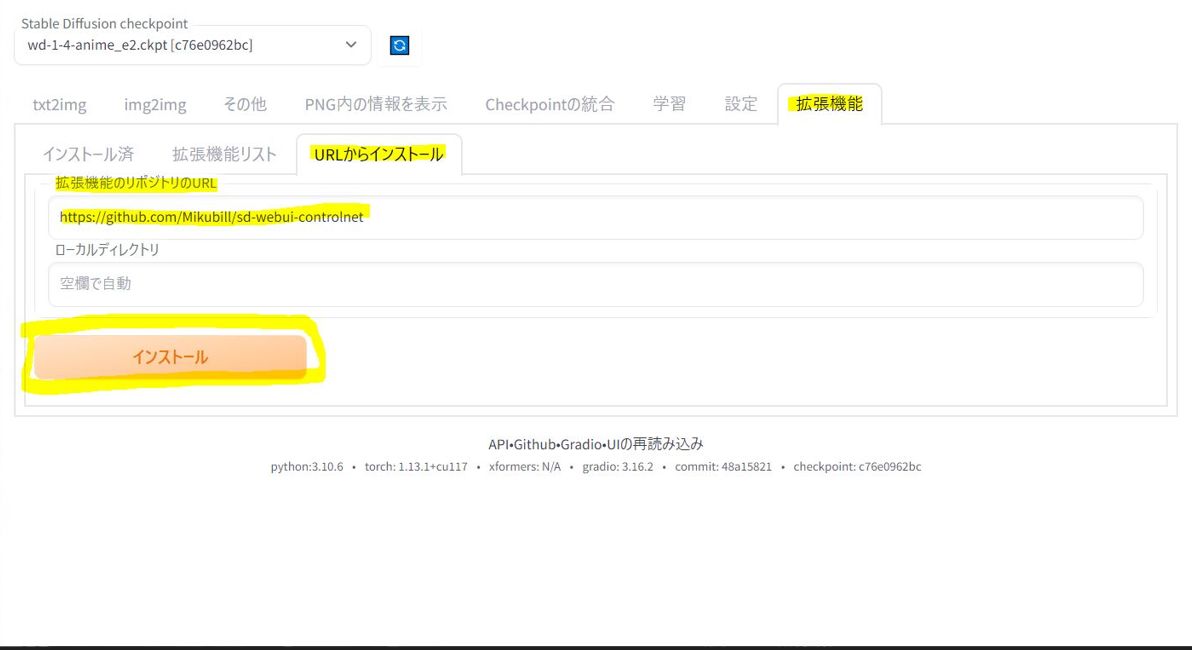 Stable Diffusion checkpoint
wd-1-4-anime_e2.ckpt [c76e0962bc]
txt2img img2img その他 PNG内の情報を表示 Checkpointの統合 学習 設定 拡張機能
インストール済 拡張機能リスト URLからインストール
拡張機能のリポジトリのURL
https://github.com/Mikubill/sd-webui-controlnet
ローカルディレクトリ
空欄で自動
インストール
API•Github•Gradio•UIの再読み込み
python:3.10.6 • torch: 1.13.1+cu117 • xformers: N/A • gradio: 3.16.2 • commit: 48a15821 • checkpoint: c76e0962bc